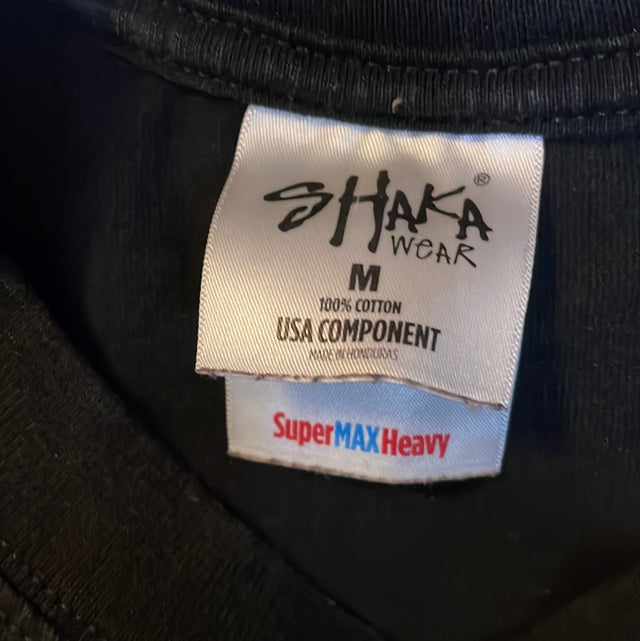 SHAKA ®
WEAR
M
100% COTTON
USA COMPONENT
MADE IN HONDURAS
SuperMAXHeavy